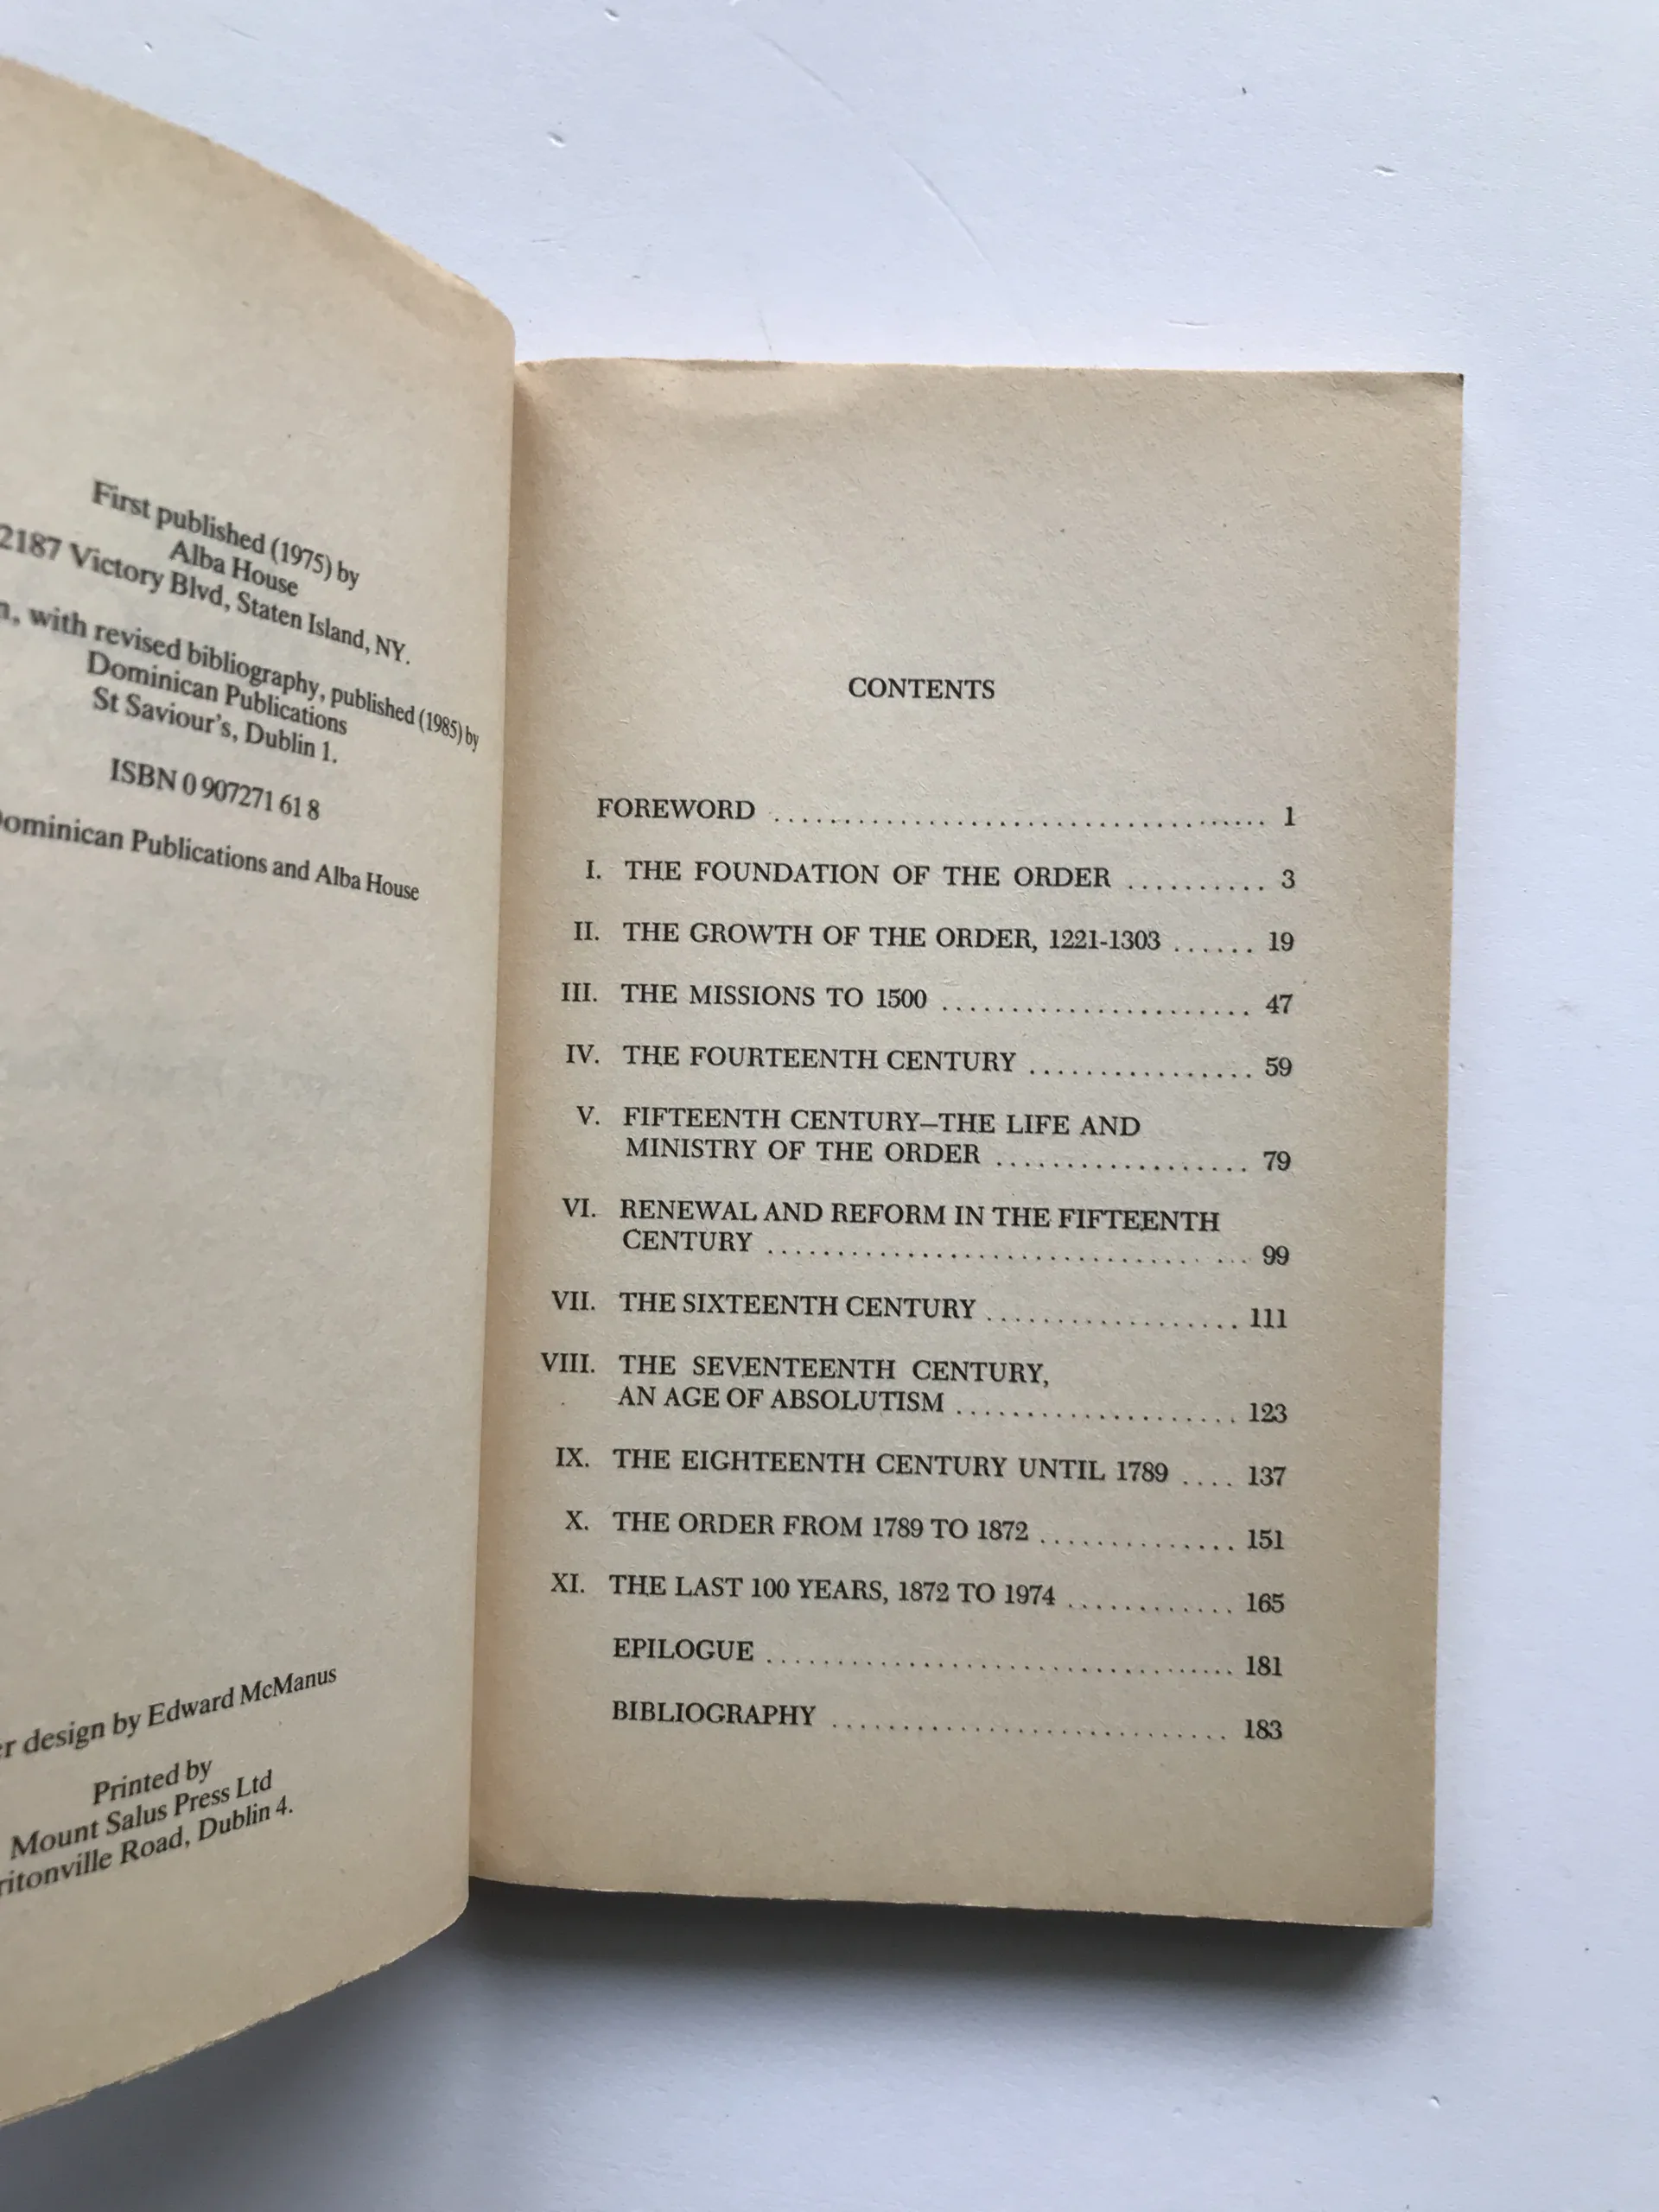 First published (1975) by
Alba House
2187 Victory Blvd, Staten Island, NY.
with revised bibliography, published (1985) by
Dominican Publications
St Saviour's, Dublin 1.
ISBN 0 907271 61 8
Dominican Publications and Alba House
design by Edward McManus
Printed by
Mount Salus Press Ltd
Road, Dublin 4.
CONTENTS
FOREWORD .................................... 1
I. THE FOUNDATION OF THE ORDER .......... 3
II. THE GROWTH OF THE ORDER, 1221-1303 ...... 19
III. THE MISSIONS TO 1500 ...................... 47
IV. THE FOURTEENTH CENTURY ................ 59
V. FIFTEENTH CENTURY—THE LIFE AND
MINISTRY OF THE ORDER .................. 79
VI. RENEWAL AND REFORM IN THE FIFTEENTH
CENTURY ................................... 99
VII. THE SIXTEENTH CENTURY .................. 111
VIII. THE SEVENTEENTH CENTURY,
AN AGE OF ABSOLUTISM .................... 123
IX. THE EIGHTEENTH CENTURY UNTIL 1789 .... 137
X. THE ORDER FROM 1789 TO 1872 .............. 151
XI. THE LAST 100 YEARS, 1872 TO 1974 ............ 165
EPILOGUE .................................. 181
BIBLIOGRAPHY ............................. 183